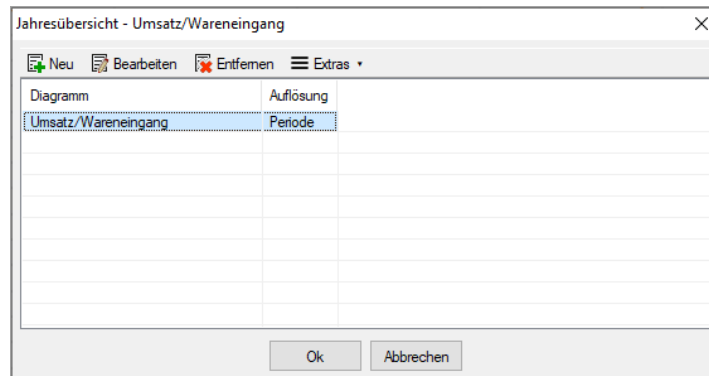 Jahresübersicht - Umsatz/Wareneingang
Neu Bearbeiten Entfernen Extras
Diagramm Auflösung
Umsatz/Wareneingang Periode
Ok Abbrechen